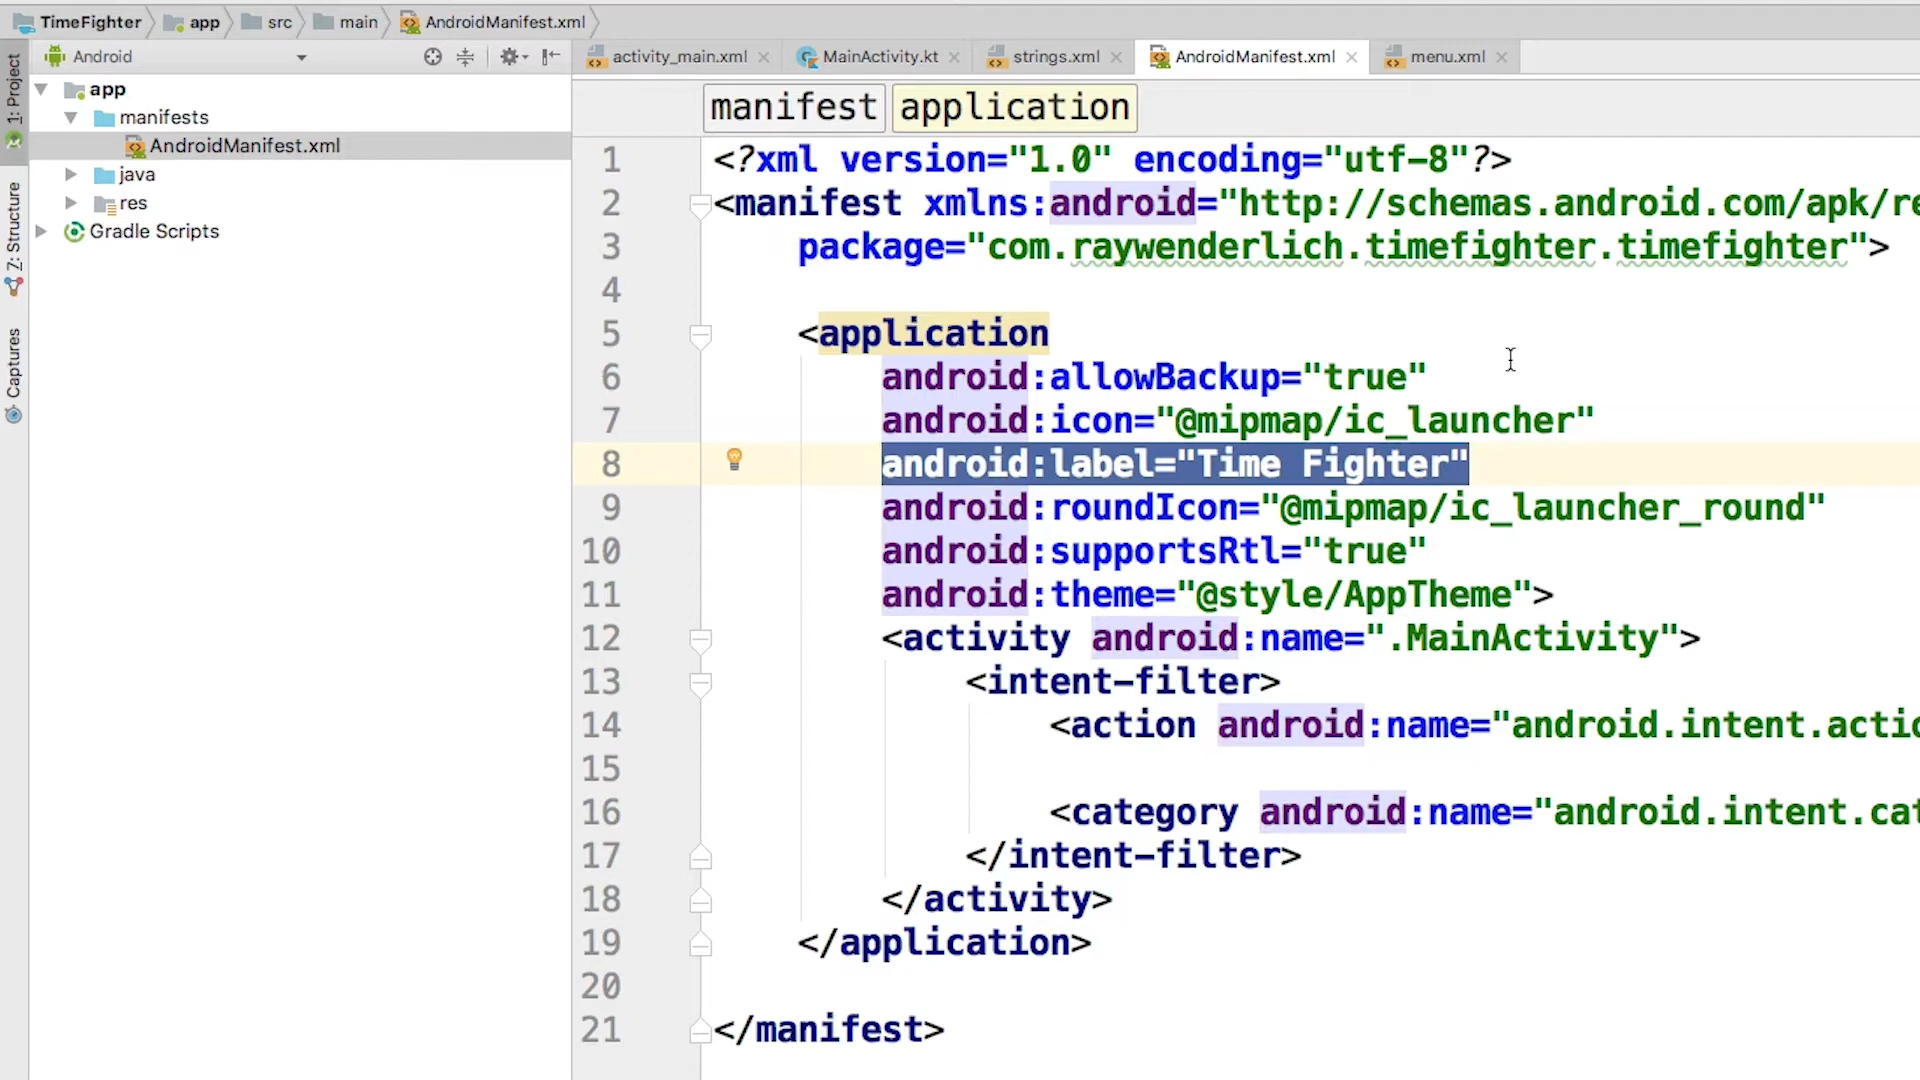 TimeFighter app src main AndroidManifest.xml
Android
activity_main.xml MainActivity.kt strings.xml AndroidManifest.xml menu.xml
1: Project
Z: Structure
Captures
app
manifests
AndroidManifest.xml
java
res
Gradle Scripts
manifest application
1 <?xml version="1.0" encoding="utf-8"?>
2 <manifest xmlns:android="http://schemas.android.com/apk/re
3 package="com.raywenderlich.timefighter.timefighter">
4
5 <application
6 android:allowBackup="true"
7 android:icon="@mipmap/ic_launcher"
8 android:label="Time Fighter"
9 android:roundIcon="@mipmap/ic_launcher_round"
10 android:supportsRtl="true"
11 android:theme="@style/AppTheme">
12 <activity android:name=".MainActivity">
13 <intent-filter>
14 <action android:name="android.intent.actio
15
16 <category android:name="android.intent.cat
17 </intent-filter>
18 </activity>
19 </application>
20
21 </manifest>